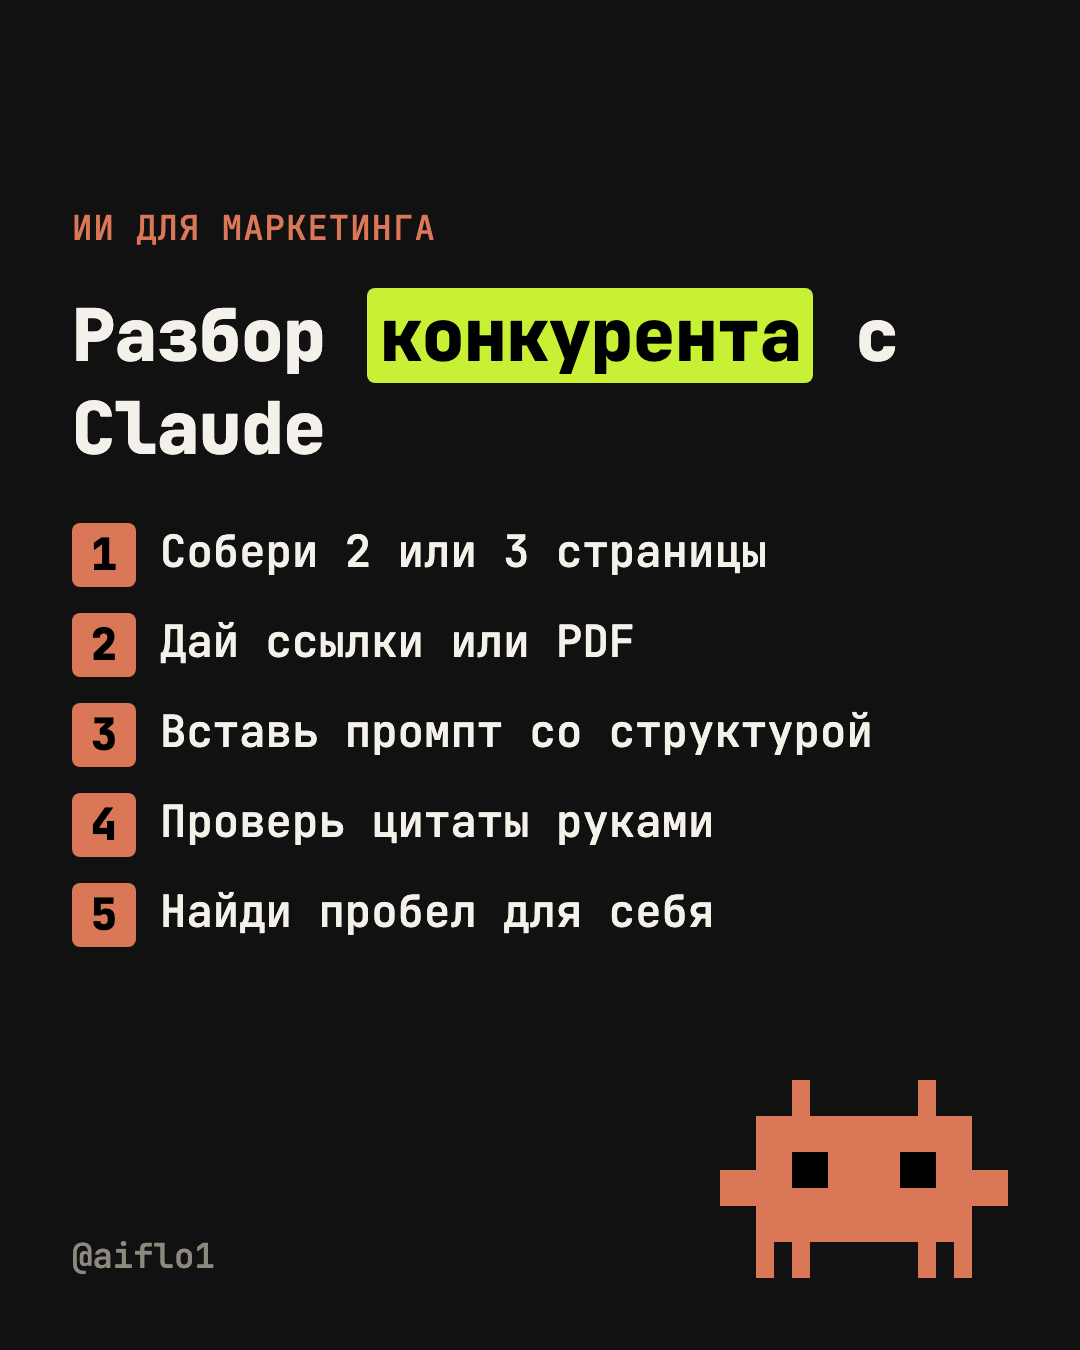 ИИ ДЛЯ МАРКЕТИНГА
Разбор конкурента с
Claude
1 Собери 2 или 3 страницы
2 Дай ссылки или PDF
3 Вставь промпт со структурой
4 Проверь цитаты руками
5 Найди пробел для себя
@aiflo1